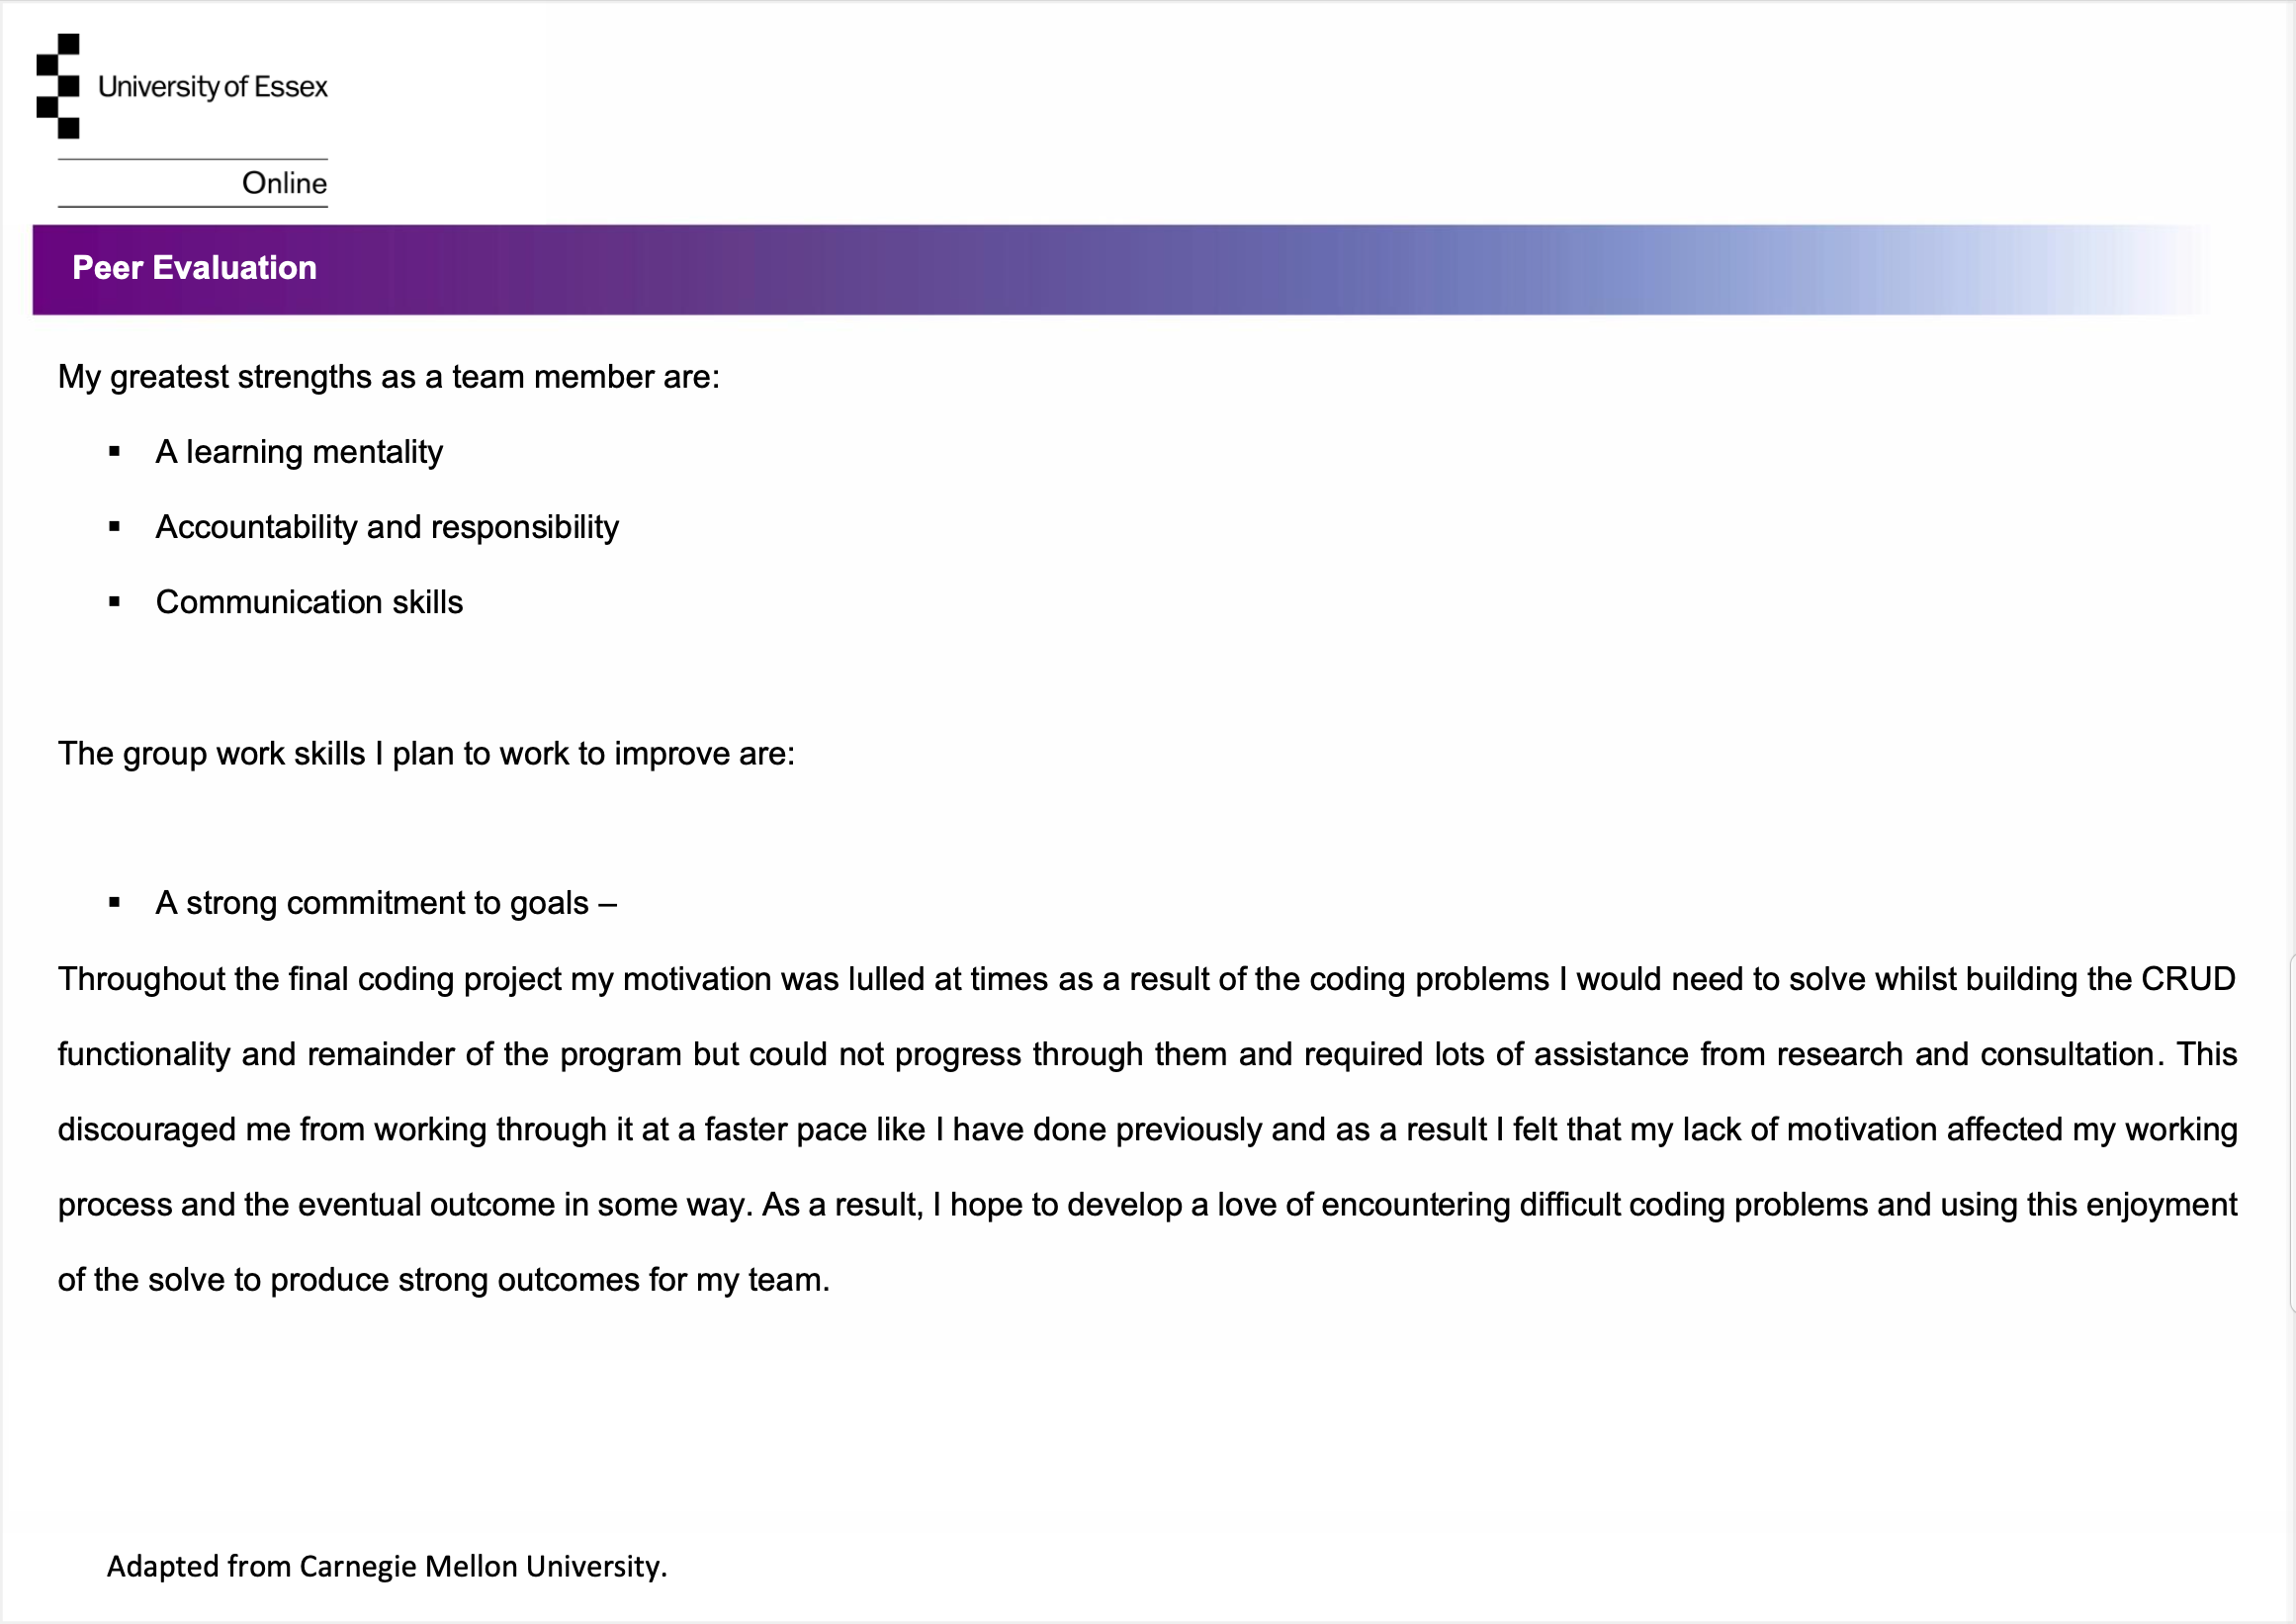 University of Essex
Online
Peer Evaluation
My greatest strengths as a team member are:
▪ A learning mentality
▪ Accountability and responsibility
▪ Communication skills
The group work skills I plan to work to improve are:
▪ A strong commitment to goals –
Throughout the final coding project my motivation was lulled at times as a result of the coding problems I would need to solve whilst building the CRUD
functionality and remainder of the program but could not progress through them and required lots of assistance from research and consultation. This
discouraged me from working through it at a faster pace like I have done previously and as a result I felt that my lack of motivation affected my working
process and the eventual outcome in some way. As a result, I hope to develop a love of encountering difficult coding problems and using this enjoyment
of the solve to produce strong outcomes for my team.
Adapted from Carnegie Mellon University.